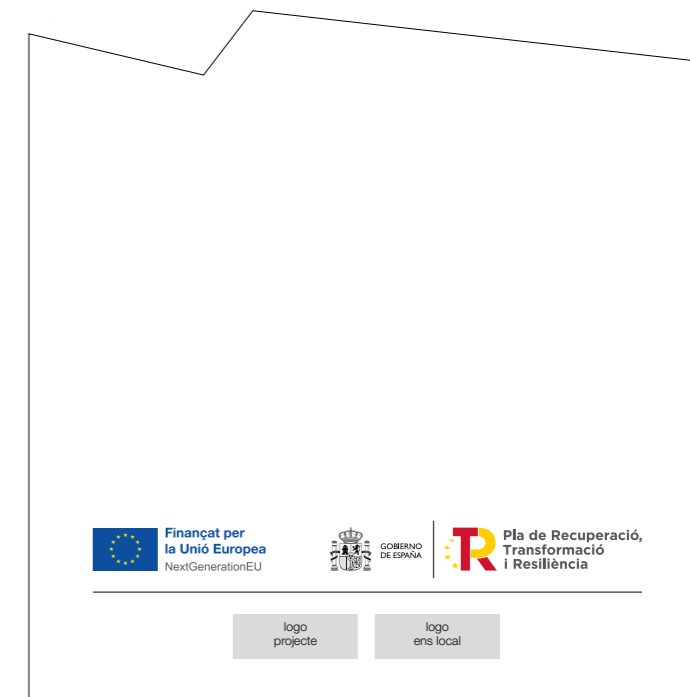 Finançat per
la Unió Europea
NextGenerationEU
GOBIERNO
DE ESPAÑA
TR
Pla de Recuperació,
Transformació
i Resiliència
logo
projecte
logo
ens local